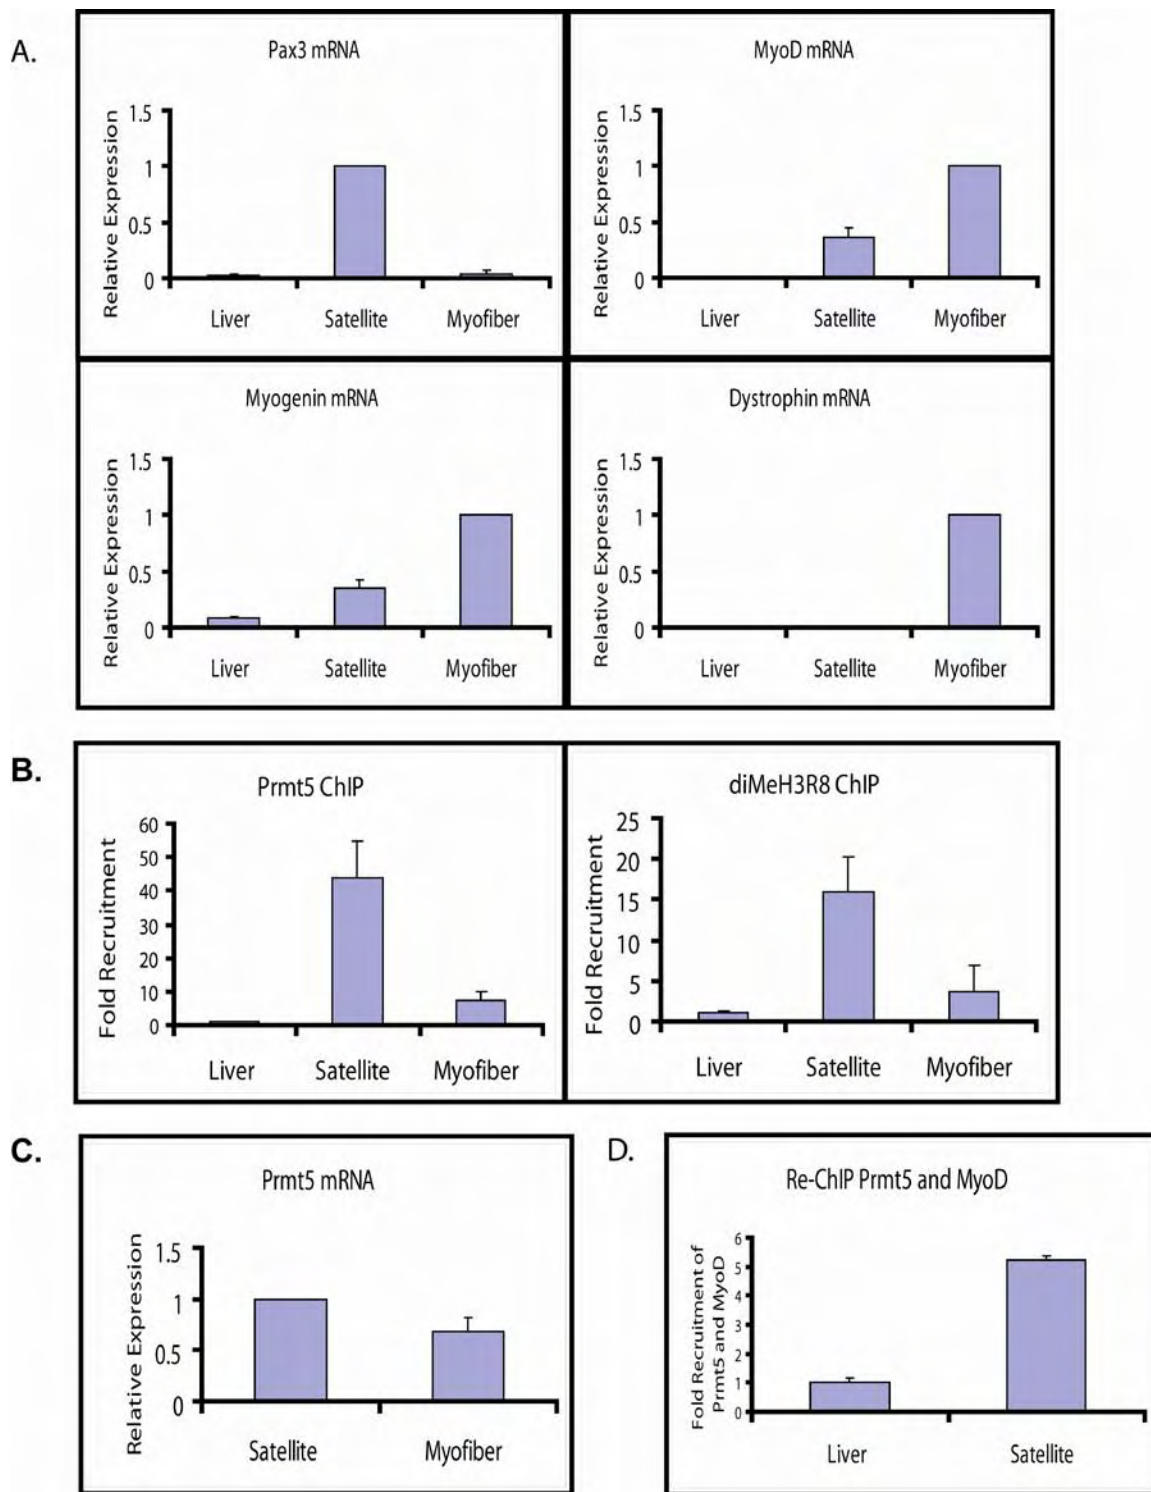 A.
Pax3 mRNA
Relative Expression
1.5
1
0.5
0
Liver Satellite Myofiber
MyoD mRNA
Relative Expression
1.5
1
0.5
0
Liver Satellite Myofiber
Myogenin mRNA
Relative Expression
1.5
1
0.5
0
Liver Satellite Myofiber
Dystrophin mRNA
Relative Expression
1.5
1
0.5
0
Liver Satellite Myofiber
B.
Prmt5 ChIP
Fold Recruitment
60
50
40
30
20
10
0
Liver Satellite Myofiber
diMeH3R8 ChIP
Fold Recruitment
25
20
15
10
5
0
Liver Satellite Myofiber
C.
Prmt5 mRNA
Relative Expression
1.5
1
0.5
0
Satellite Myofiber
D.
Re-ChIP Prmt5 and MyoD
Fold Recruitment of
Prmt5 and MyoD
6
5
4
3
2
1
0
Liver Satellite